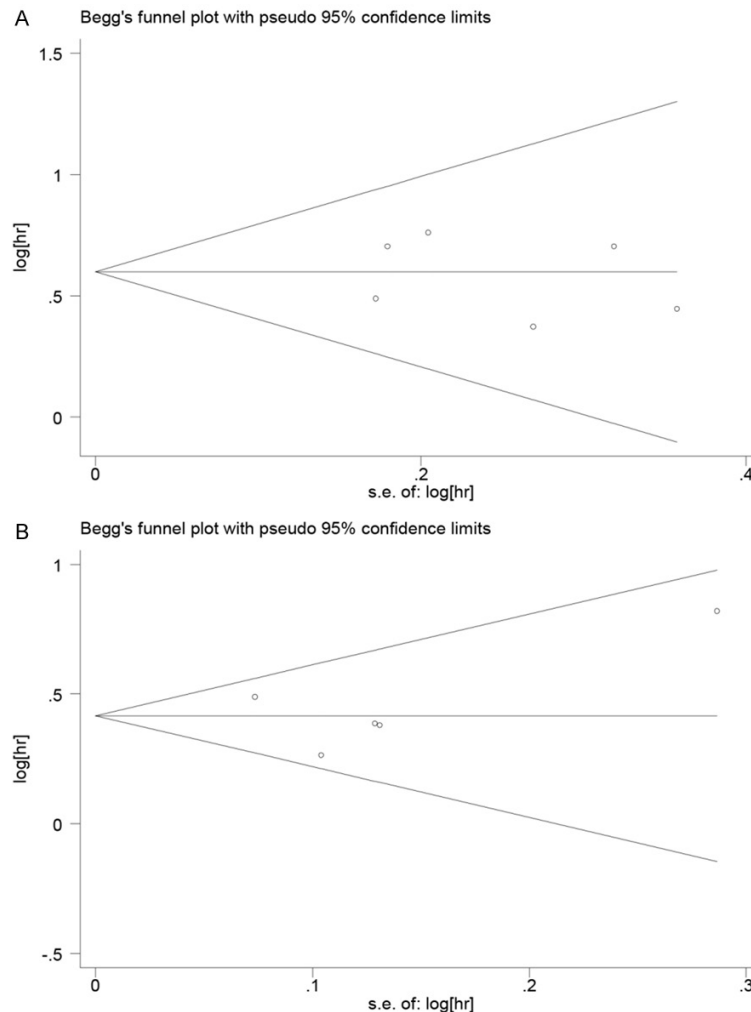 A
Begg's funnel plot with pseudo 95% confidence limits
1.5
1
.5
0
log[hr]
0
.2
.4
s.e. of: log[hr]
B
Begg's funnel plot with pseudo 95% confidence limits
1
.5
0
-.5
log[hr]
0
.1
.2
.3
s.e. of: log[hr]